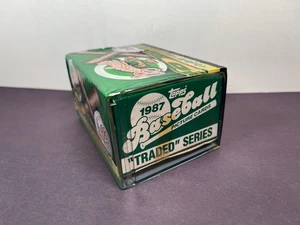 Topps
1987
Baseball
PICTURE CARDS
"TRADED" SERIES